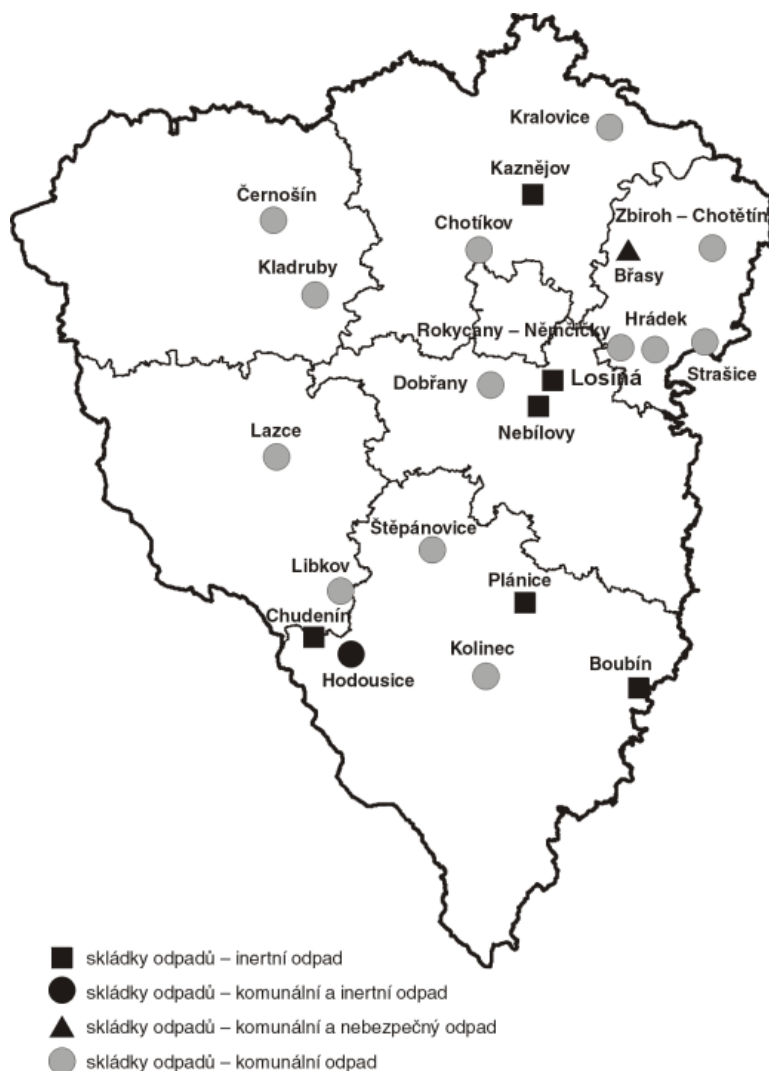 Kralovice
Kaznějov
Černošín
Zbiroh – Chotětín
Chotíkov
Kladruby
Břasy
Hrádek
Rokycany – Němčičky
Strašice
Losiná
Dobřany
Nebílovy
Lazce
Štěpánovice
Libkov
Plánice
Chudenín
Kolinec
Boubín
Hodousice
skládky odpadů – inertní odpad
skládky odpadů – komunální a inertní odpad
skládky odpadů – komunální a nebezpečný odpad
skládky odpadů – komunální odpad